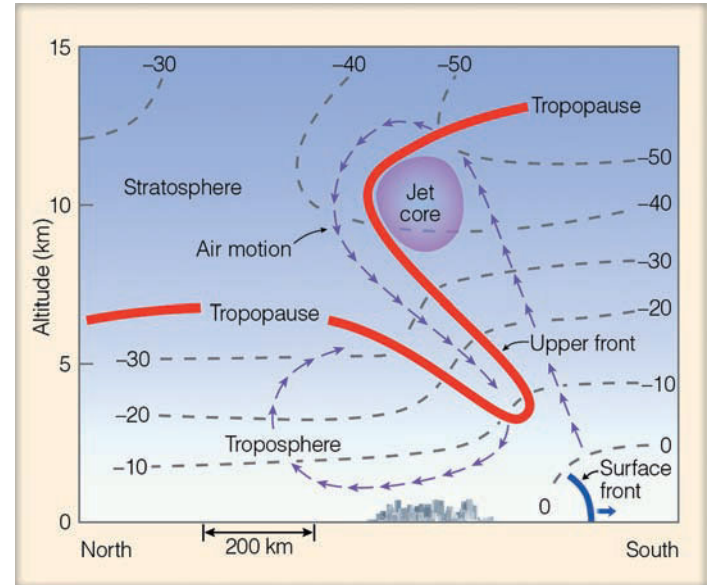 15
−30
−40
−50
Tropopause
−50
Stratosphere
Jet
core
−40
10
Air motion
−30
Altitude (km)
Tropopause
−20
Upper front
5
−30
−10
−20
Troposphere
0
−10
Surface
front
0
0
North
200 km
South